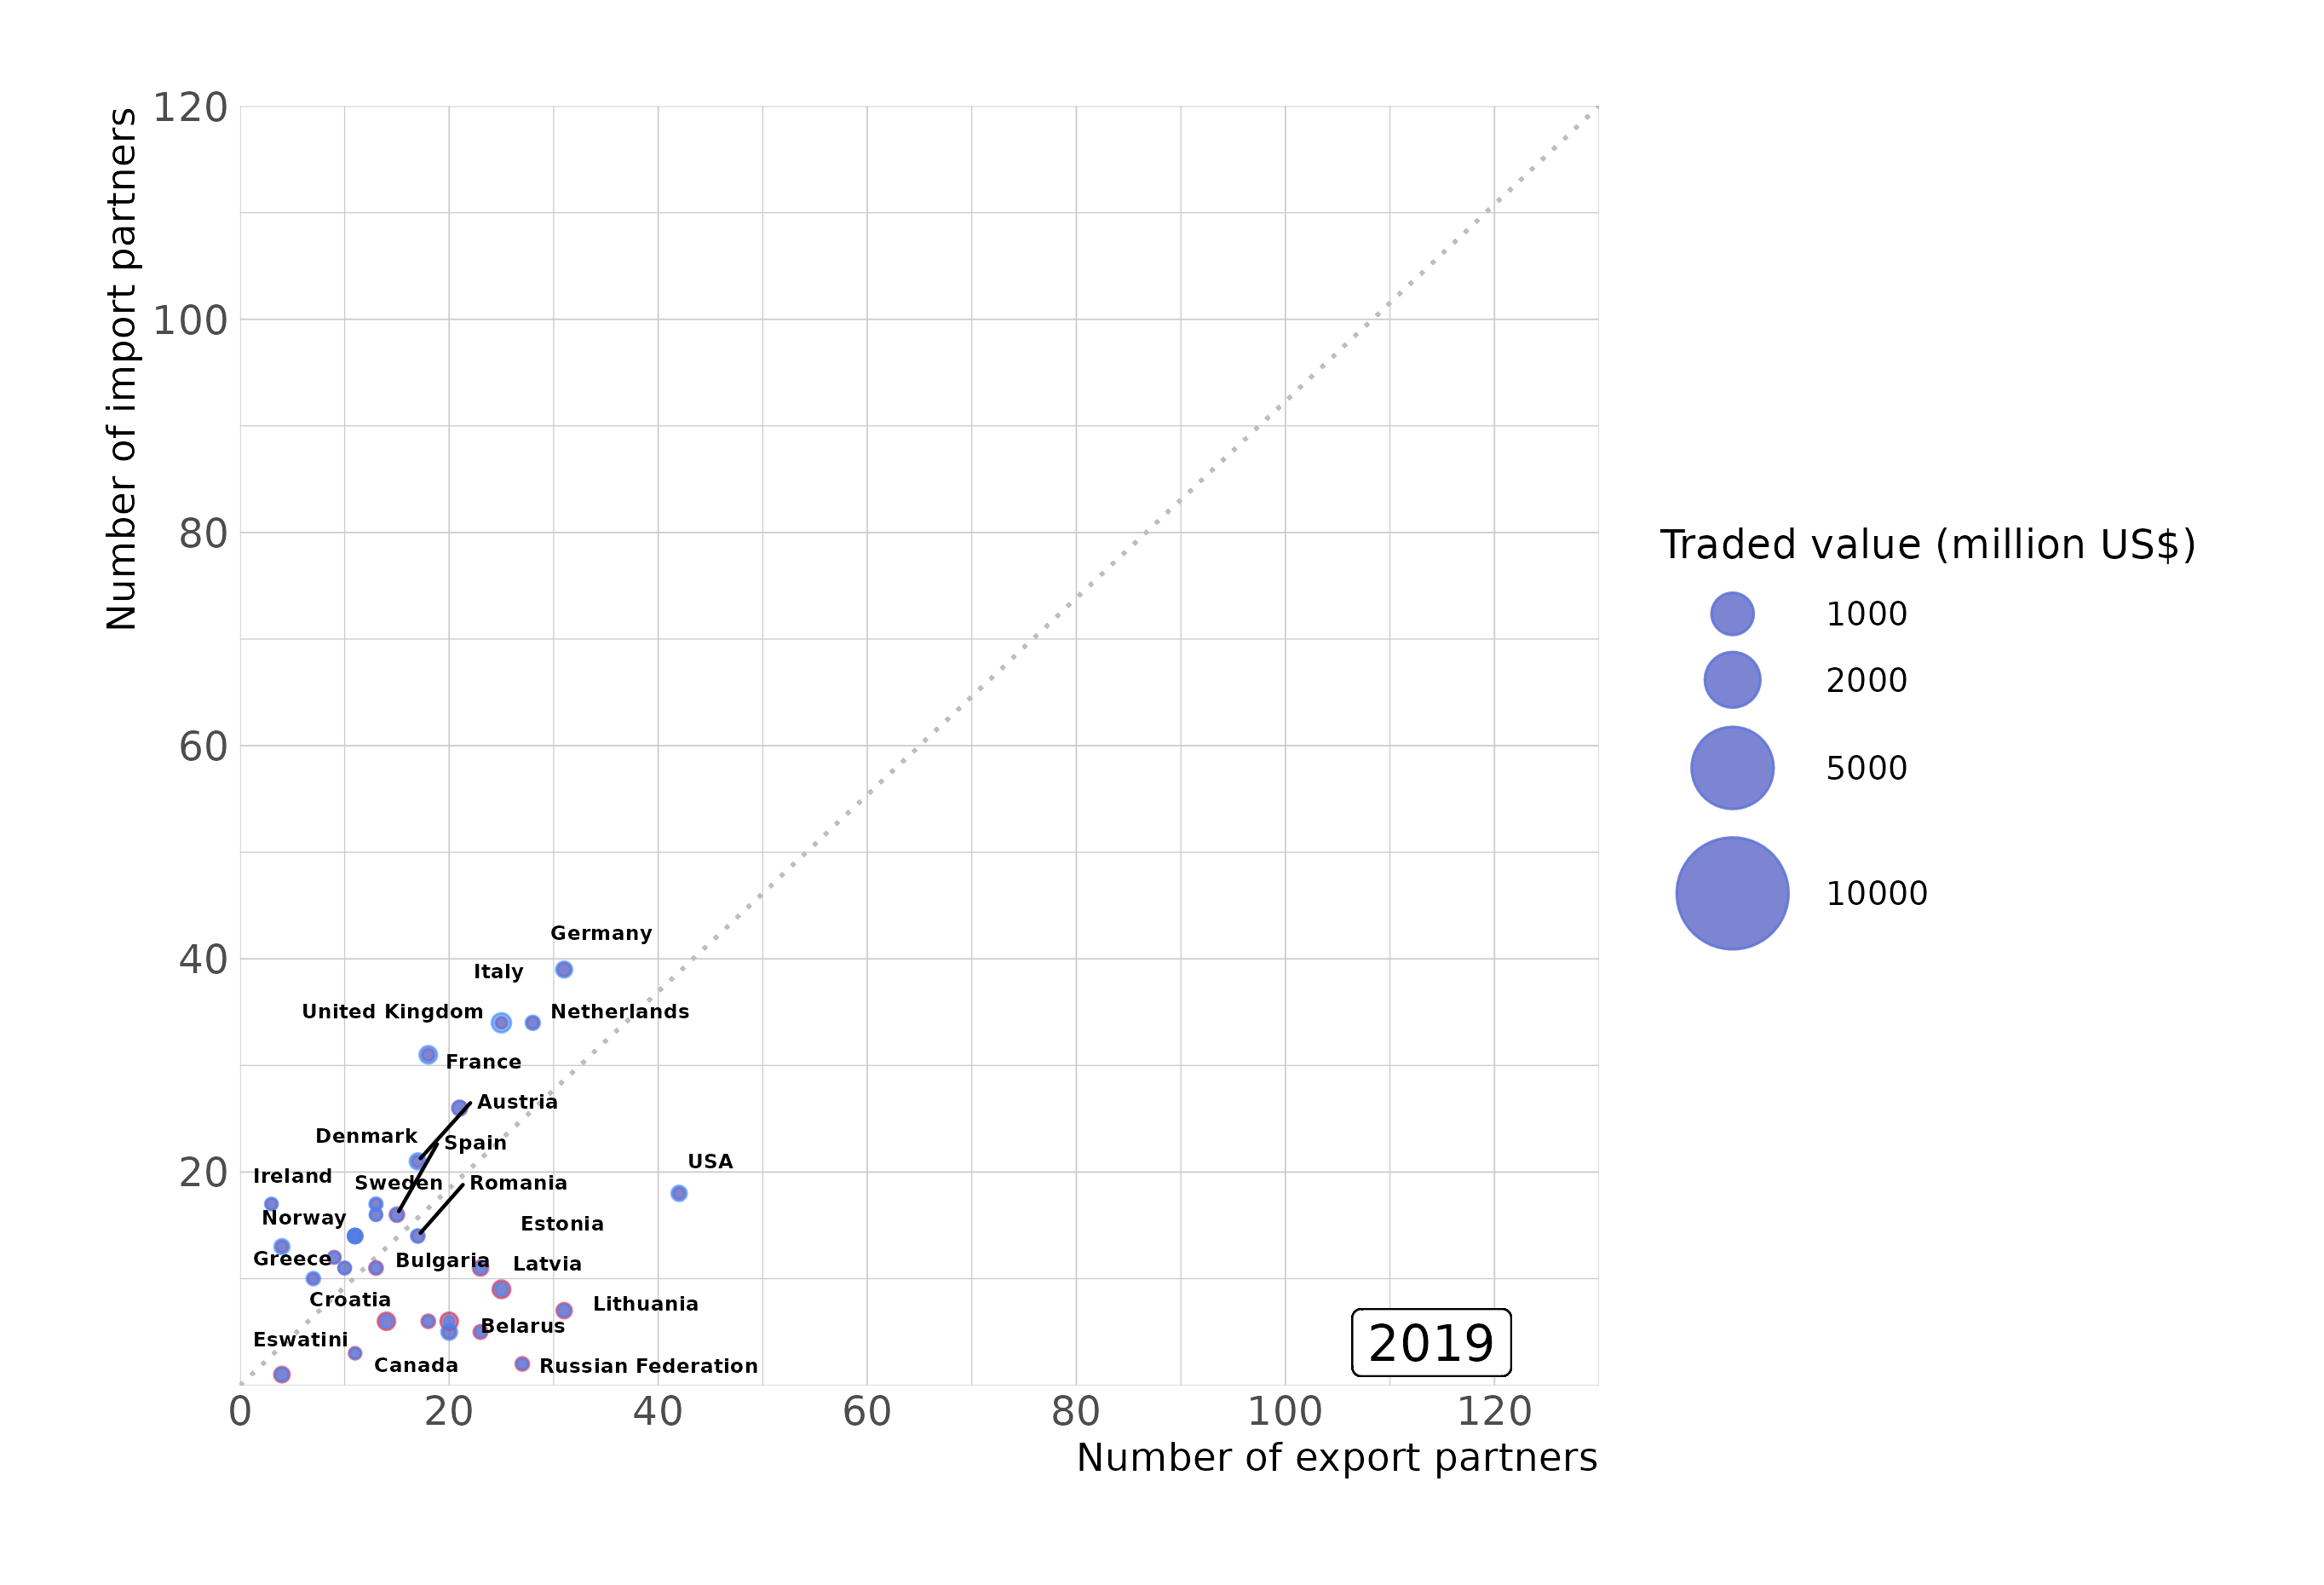 Number of import partners
120
100
80
60
40
20
Germany
Italy
United Kingdom
Netherlands
France
Austria
Denmark
Spain
USA
Ireland
Sweden
Romania
Norway
Estonia
Greece
Bulgaria
Latvia
Croatia
Lithuania
Belarus
Eswatini
Canada
Russian Federation
2019
0
20
40
60
80
100
120
Number of export partners
Traded value (million US$)
1000
2000
5000
10000